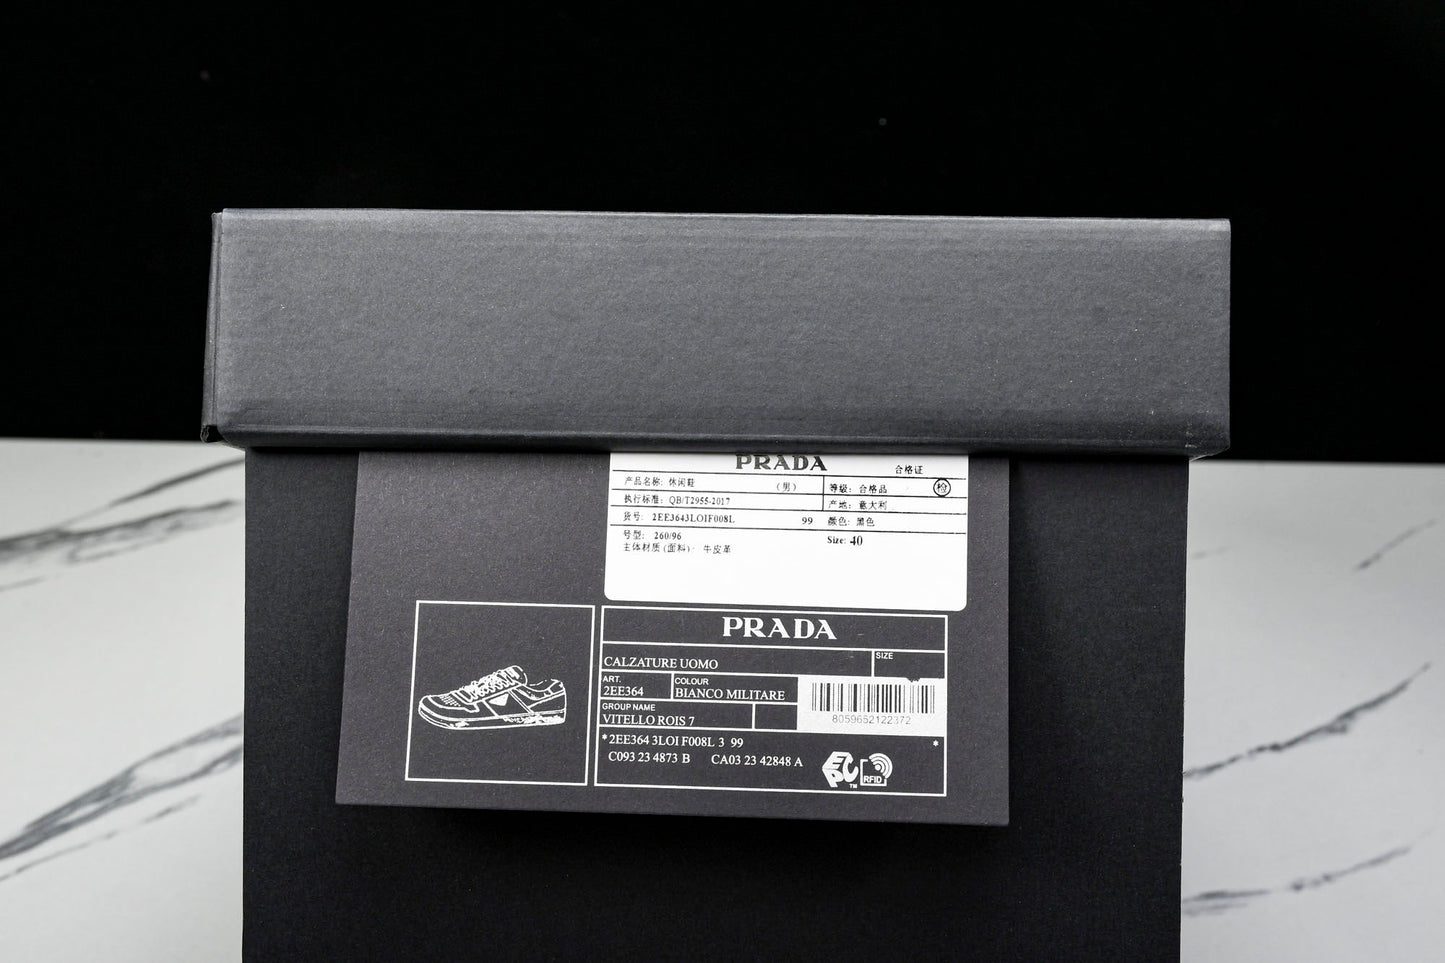 PRADA 合格证
产品名称: 休闲鞋 (男) 等级: 合格品 检
执行标准: QB/T2955-2017 产地: 意大利
货号: 2EE3643LOIF008L 99 颜色: 黑色
号型: 260/96 Size: 40
主体材质(面料): 牛皮革
PRADA
CALZATURE UOMO SIZE
ART. COLOUR
2EE364 BIANCO MILITARE
GROUP NAME
VITELLO ROIS 7 8059652122372
*2EE364 3LOI F008L 3 99 *
C093 23 4873 B CA03 23 42848 A
EPC TM RFID